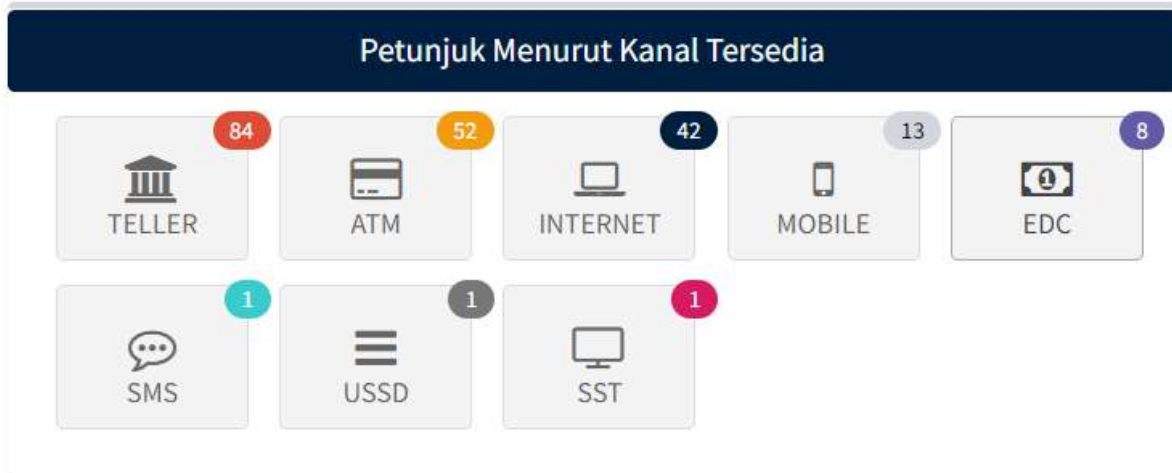 Petunjuk Menurut Kanal Tersedia
84 52 42 13 8
1
TELLER ATM INTERNET MOBILE EDC
1 1 1
SMS USSD SST